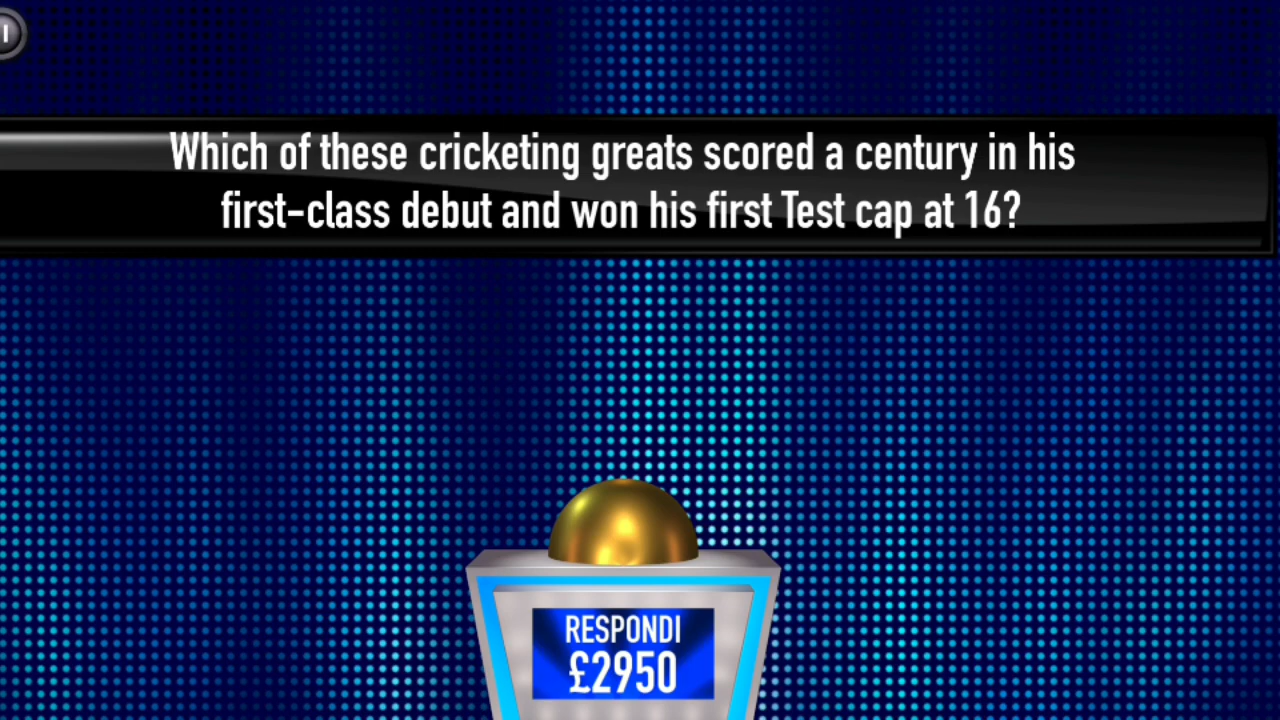 Which of these cricketing greats scored a century in his
first-class debut and won his first Test cap at 16?
RESPONDI
£2950